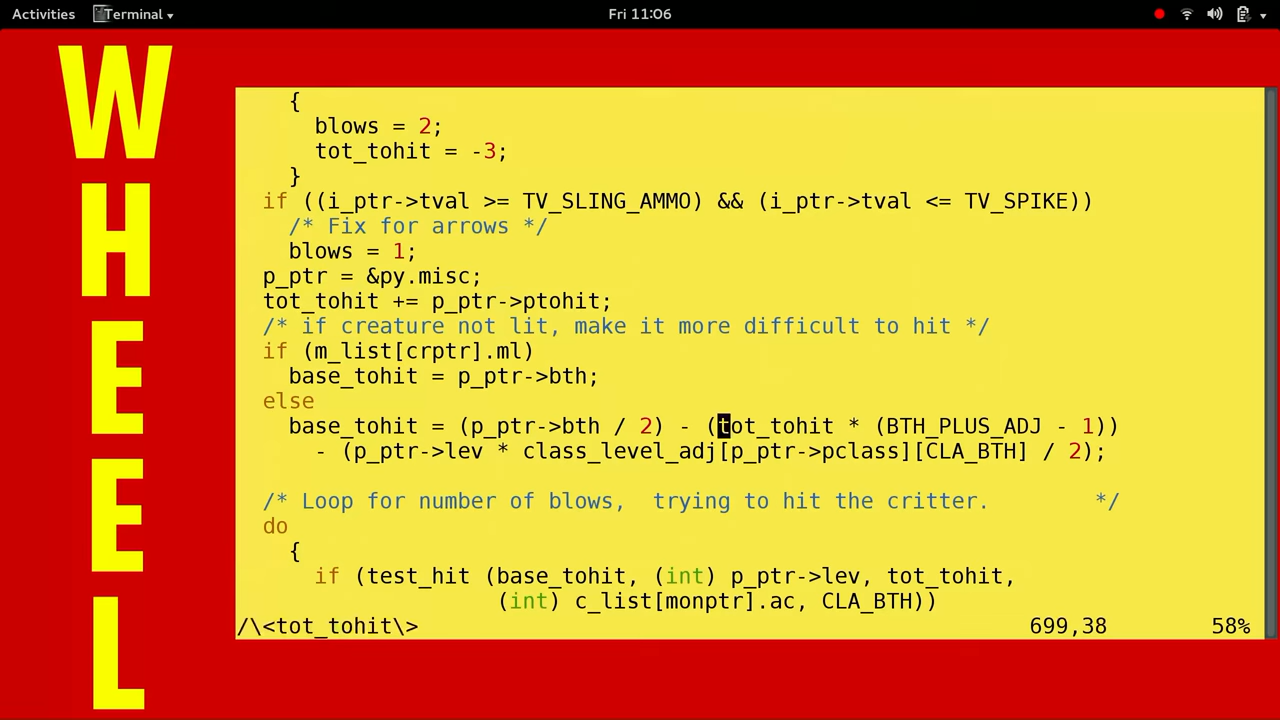 Activities Terminal Fri 11:06
WHEEL
{
blows = 2;
tot_tohit = -3;
}
if ((i_ptr->tval >= TV_SLING_AMMO) && (i_ptr->tval <= TV_SPIKE))
/* Fix for arrows */
blows = 1;
p_ptr = &py.misc;
tot_tohit += p_ptr->ptohit;
/* if creature not lit, make it more difficult to hit */
if (m_list[crptr].ml)
base_tohit = p_ptr->bth;
else
base_tohit = (p_ptr->bth / 2) - (tot_tohit * (BTH_PLUS_ADJ - 1))
- (p_ptr->lev * class_level_adj[p_ptr->pclass][CLA_BTH] / 2);
/* Loop for number of blows,  trying to hit the critter.        */
do
{
if (test_hit (base_tohit, (int) p_ptr->lev, tot_tohit,
(int) c_list[monptr].ac, CLA_BTH))
/\<tot_tohit\> 699,38 58%